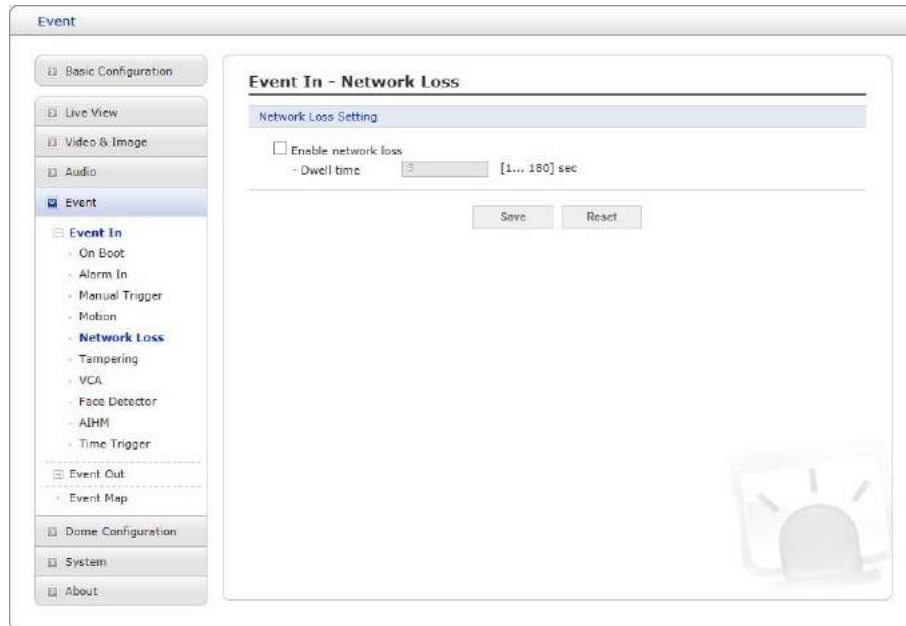 Event
Basic Configuration
Live View
Video & Image
Audio
Event
Event In
On Boot
Alarm In
Manual Trigger
Motion
Network Loss
Tampering
VCA
Face Detector
AIHM
Time Trigger
Event Out
Event Map
Dome Configuration
System
About
Event In - Network Loss
Network Loss Setting
Enable network loss
- Dwell time 5 [1... 180] sec
Save Reset